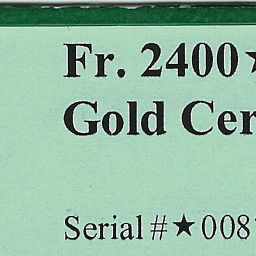 Fr. 2400★
Gold Cer
Serial #★008